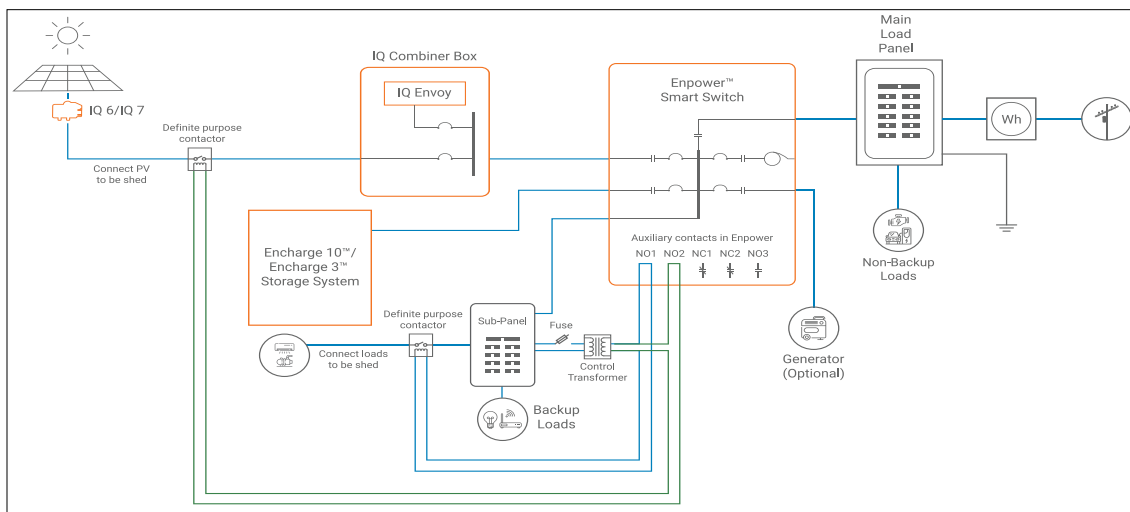 Main
Load
Panel
IQ Combiner Box
Enpower™
Smart Switch
IQ Envoy
IQ 6/IQ 7
Wh
Definite purpose
contactor
Connect PV
to be shed
Encharge 10™/
Encharge 3™
Storage System
Auxiliary contacts in Enpower
NO1 NO2 NC1 NC2 NO3
Non-Backup
Loads
Definite purpose
contactor
Sub-Panel
Fuse
Connect loads
to be shed
Control
Transformer
Generator
(Optional)
Backup
Loads